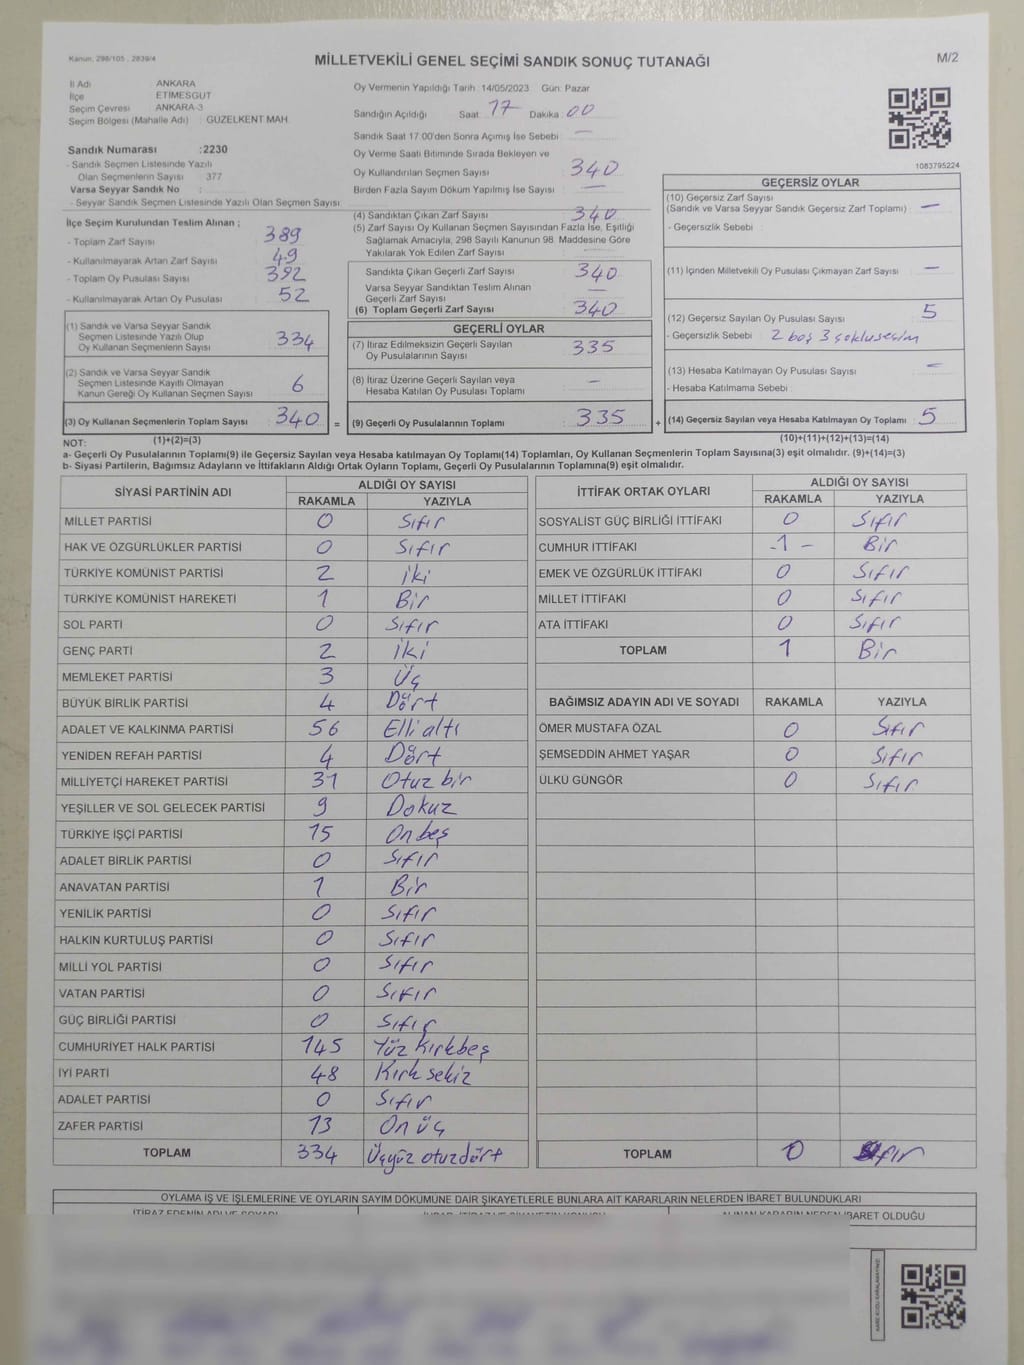 Kanun: 298/105 , 2839/4
MİLLETVEKİLİ GENEL SEÇİMİ SANDIK SONUÇ TUTANAĞI
M/2
İl Adı ANKARA
İlçe ETİMESGUT
Seçim Çevresi ANKARA-3
Seçim Bölgesi (Mahalle Adı) : GÜZELKENT MAH.
Sandık Numarası :2230
- Sandık Seçmen Listesinde Yazılı
Olan Seçmenlerin Sayısı : 377
Varsa Seyyar Sandık No :
- Seyyar Sandık Seçmen Listesinde Yazılı Olan Seçmen Sayısı :
İlçe Seçim Kurulundan Teslim Alınan ;
- Toplam Zarf Sayısı : 389
- Kullanılmayarak Artan Zarf Sayısı : 49
- Toplam Oy Pusulası Sayısı : 392
- Kullanılmayarak Artan Oy Pusulası : 52
(1) Sandık ve Varsa Seyyar Sandık
Seçmen Listesinde Yazılı Olup
Oy Kullanan Seçmenlerin Sayısı : 334
(2) Sandık ve Varsa Seyyar Sandık
Seçmen Listesinde Kayıtlı Olmayan
Kanun Gereği Oy Kullanan Seçmen Sayısı : 6
(3) Oy Kullanan Seçmenlerin Toplam Sayısı : 340 =
Oy Vermenin Yapıldığı Tarih :14/05/2023 Gün: Pazar
Sandığın Açıldığı Saat: 17 Dakika: 00
Sandık Saat 17:00'den Sonra Açımış İse Sebebi : —
Oy Verme Saati Bitiminde Sırada Bekleyen ve
Oy Kullandırılan Seçmen Sayısı : 340
Birden Fazla Sayım Döküm Yapılmış İse Sayısı : —
(4) Sandıktan Çıkan Zarf Sayısı : 340
(5) Zarf Sayısı Oy Kullanan Seçmen Sayısından Fazla İse, Eşitliği
Sağlamak Amacıyla, 298 Sayılı Kanunun 98. Maddesine Göre
Yakılarak Yok Edilen Zarf Sayısı :
Sandıkta Çıkan Geçerli Zarf Sayısı : 340
Varsa Seyyar Sandıktan Teslim Alınan
Geçerli Zarf Sayısı : —
(6) Toplam Geçerli Zarf Sayısı : 340
GEÇERLİ OYLAR
(7) İtiraz Edilmeksizin Geçerli Sayılan
Oy Pusulalarının Sayısı : 335
(8) İtiraz Üzerine Geçerli Sayılan veya
Hesaba Katılan Oy Pusulası Toplamı : —
(9) Geçerli Oy Pusulalarının Toplamı : 335 +
1083795224
GEÇERSİZ OYLAR
(10) Geçersiz Zarf Sayısı
(Sandık ve Varsa Seyyar Sandık Geçersiz Zarf Toplamı) : —
- Geçersizlik Sebebi :
(11) İçinden Milletvekili Oy Pusulası Çıkmayan Zarf Sayısı : —
(12) Geçersiz Sayılan Oy Pusulası Sayısı : 5
- Geçersizlik Sebebi : 2 boş 3 çokluseçim
(13) Hesaba Katılmayan Oy Pusulası Sayısı : —
- Hesaba Katılmama Sebebi :
(14) Geçersiz Sayılan veya Hesaba Katılmayan Oy Toplamı : 5
NOT: (1)+(2)=(3) (10)+(11)+(12)+(13)=(14)
a- Geçerli Oy Pusulalarının Toplamı(9) ile Geçersiz Sayılan veya Hesaba katılmayan Oy Toplamı(14) Toplamları, Oy Kullanan Seçmenlerin Toplam Sayısına(3) eşit olmalıdır. (9)+(14)=(3)
b- Siyasi Partilerin, Bağımsız Adayların ve İttifakların Aldığı Ortak Oyların Toplamı, Geçerli Oy Pusulalarının Toplamına(9) eşit olmalıdır.
SİYASİ PARTİNİN ADI ALDIĞI OY SAYISI
RAKAMLA YAZIYLA
MİLLET PARTİSİ 0 Sıfır
HAK VE ÖZGÜRLÜKLER PARTİSİ 0 Sıfır
TÜRKİYE KOMÜNİST PARTİSİ 2 iki
TÜRKİYE KOMÜNİST HAREKETİ 1 Bir
SOL PARTİ 0 Sıfır
GENÇ PARTİ 2 iki
MEMLEKET PARTİSİ 3 Üç
BÜYÜK BİRLİK PARTİSİ 4 Dört
ADALET VE KALKINMA PARTİSİ 56 Elli altı
YENİDEN REFAH PARTİSİ 4 Dört
MİLLİYETÇİ HAREKET PARTİSİ 31 Otuz bir
YEŞİLLER VE SOL GELECEK PARTİSİ 9 Dokuz
TÜRKİYE İŞÇİ PARTİSİ 15 Onbeş
ADALET BİRLİK PARTİSİ 0 Sıfır
ANAVATAN PARTİSİ 1 Bir
YENİLİK PARTİSİ 0 Sıfır
HALKIN KURTULUŞ PARTİSİ 0 Sıfır
MİLLİ YOL PARTİSİ 0 Sıfır
VATAN PARTİSİ 0 Sıfır
GÜÇ BİRLİĞİ PARTİSİ 0 Sıfır
CUMHURİYET HALK PARTİSİ 145 Yüz kırkbeş
İYİ PARTİ 48 Kırk sekiz
ADALET PARTİSİ 0 Sıfır
ZAFER PARTİSİ 13 On üç
TOPLAM 334 Üçyüz otuzdört
İTTİFAK ORTAK OYLARI ALDIĞI OY SAYISI
RAKAMLA YAZIYLA
SOSYALİST GÜÇ BİRLİĞİ İTTİFAKI 0 Sıfır
CUMHUR İTTİFAKI -1- Bir
EMEK VE ÖZGÜRLÜK İTTİFAKI 0 Sıfır
MİLLET İTTİFAKI 0 Sıfır
ATA İTTİFAKI 0 Sıfır
TOPLAM 1 Bir
BAĞIMSIZ ADAYIN ADI VE SOYADI RAKAMLA YAZIYLA
ÖMER MUSTAFA ÖZAL 0 Sıfır
ŞEMSEDDİN AHMET YAŞAR 0 Sıfır
ÜLKÜ GÜNGÖR 0 Sıfır
TOPLAM 0 Sıfır
OYLAMA İŞ VE İŞLEMLERİNE VE OYLARIN SAYIM DÖKÜMÜNE DAİR ŞİKAYETLERLE BUNLARA AİT KARARLARIN NELERDEN İBARET BULUNDUKLARI
İTİRAZ EDENİN ADI VE SOYADI
ALINAN KARARIN NEDEN İBARET OLDUĞU